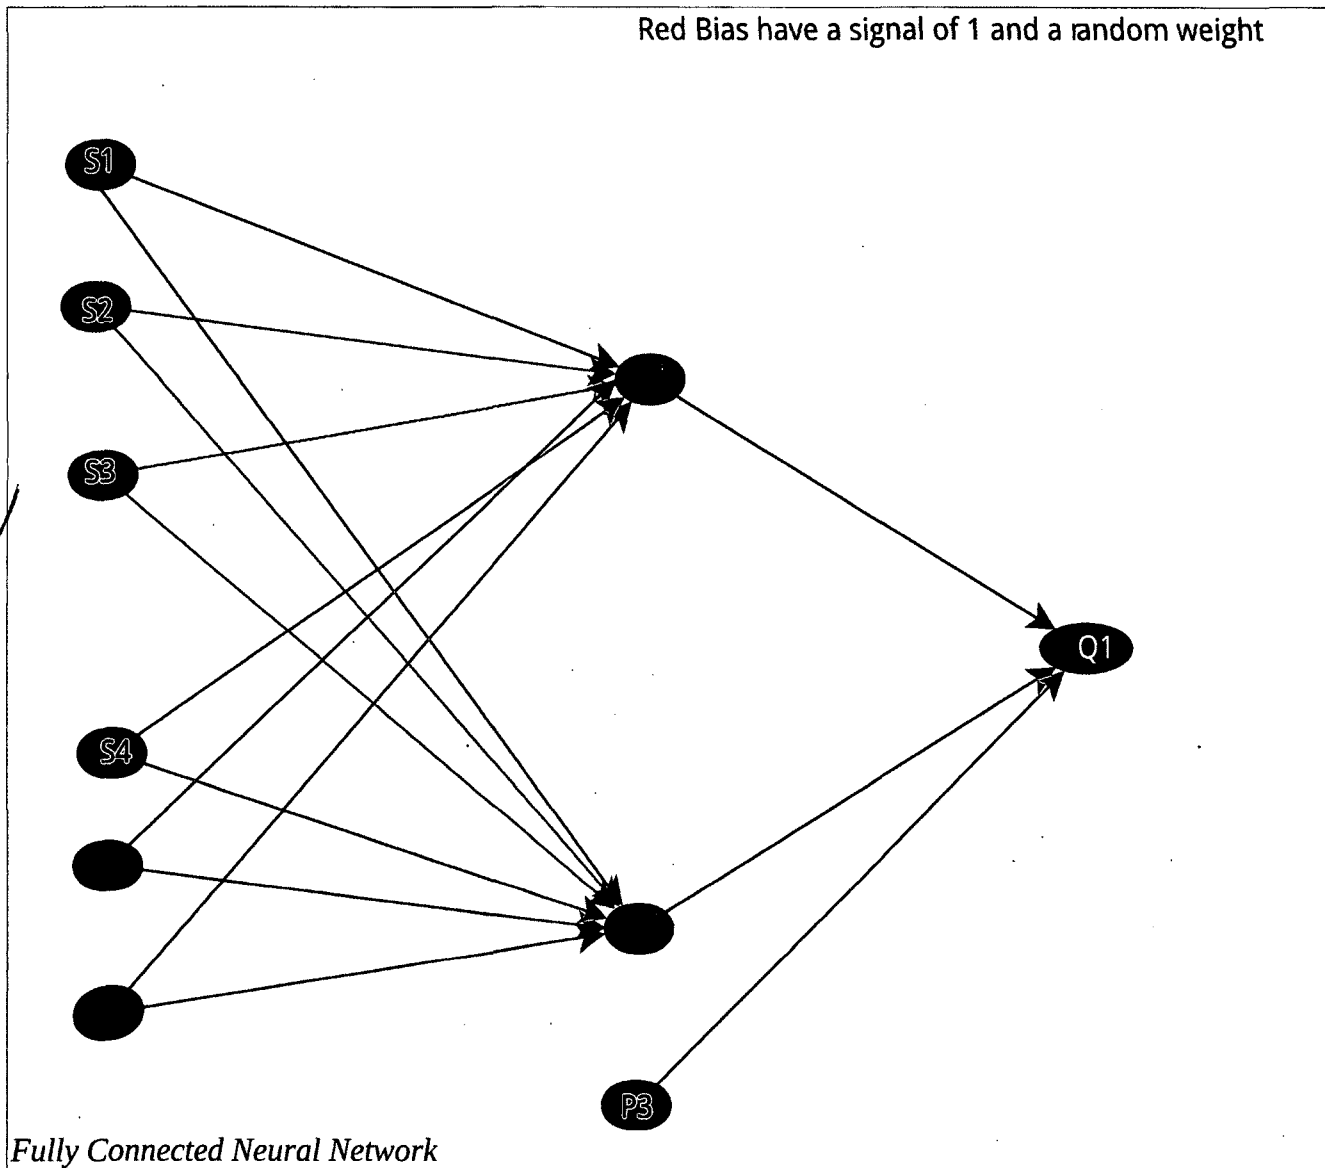 Red Bias have a signal of 1 and a random weight
S1
S2
S3
Q1
S4
P3
Fully Connected Neural Network